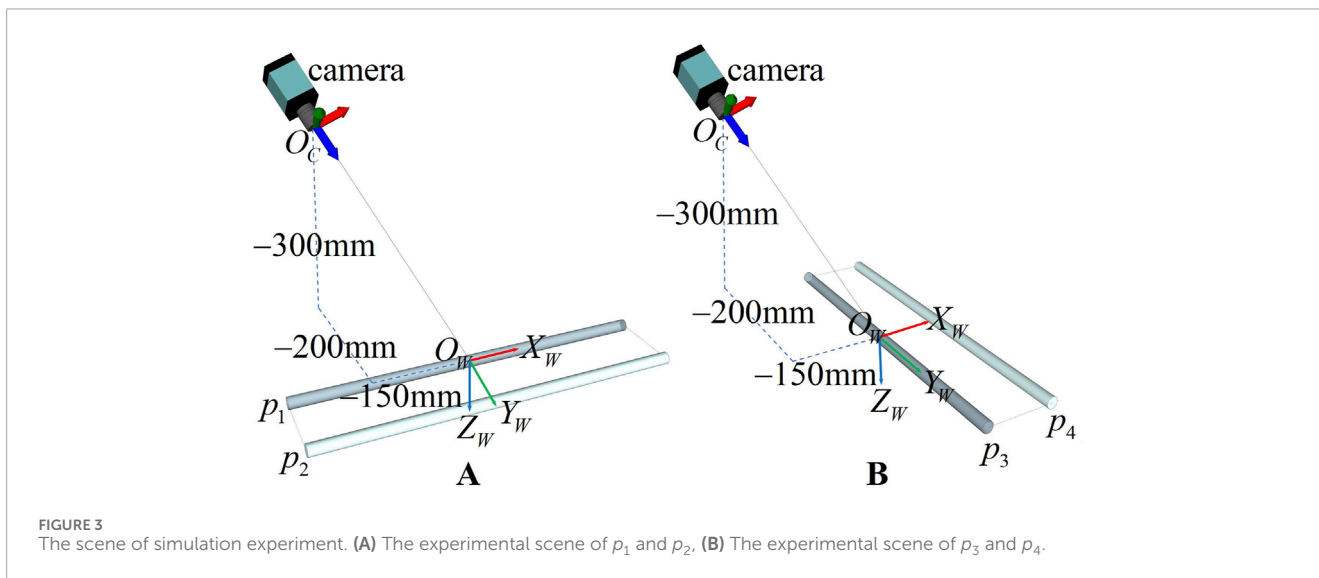 camera
O_C
−300mm
−200mm
O_W
X_W
−150mm
p_1
Z_W
Y_W
p_2
A
camera
O_C
−300mm
−200mm
O_W
X_W
−150mm
Z_W
Y_W
p_4
p_3
B
FIGURE 3
The scene of simulation experiment. (A) The experimental scene of p_1 and p_2, (B) The experimental scene of p_3 and p_4.